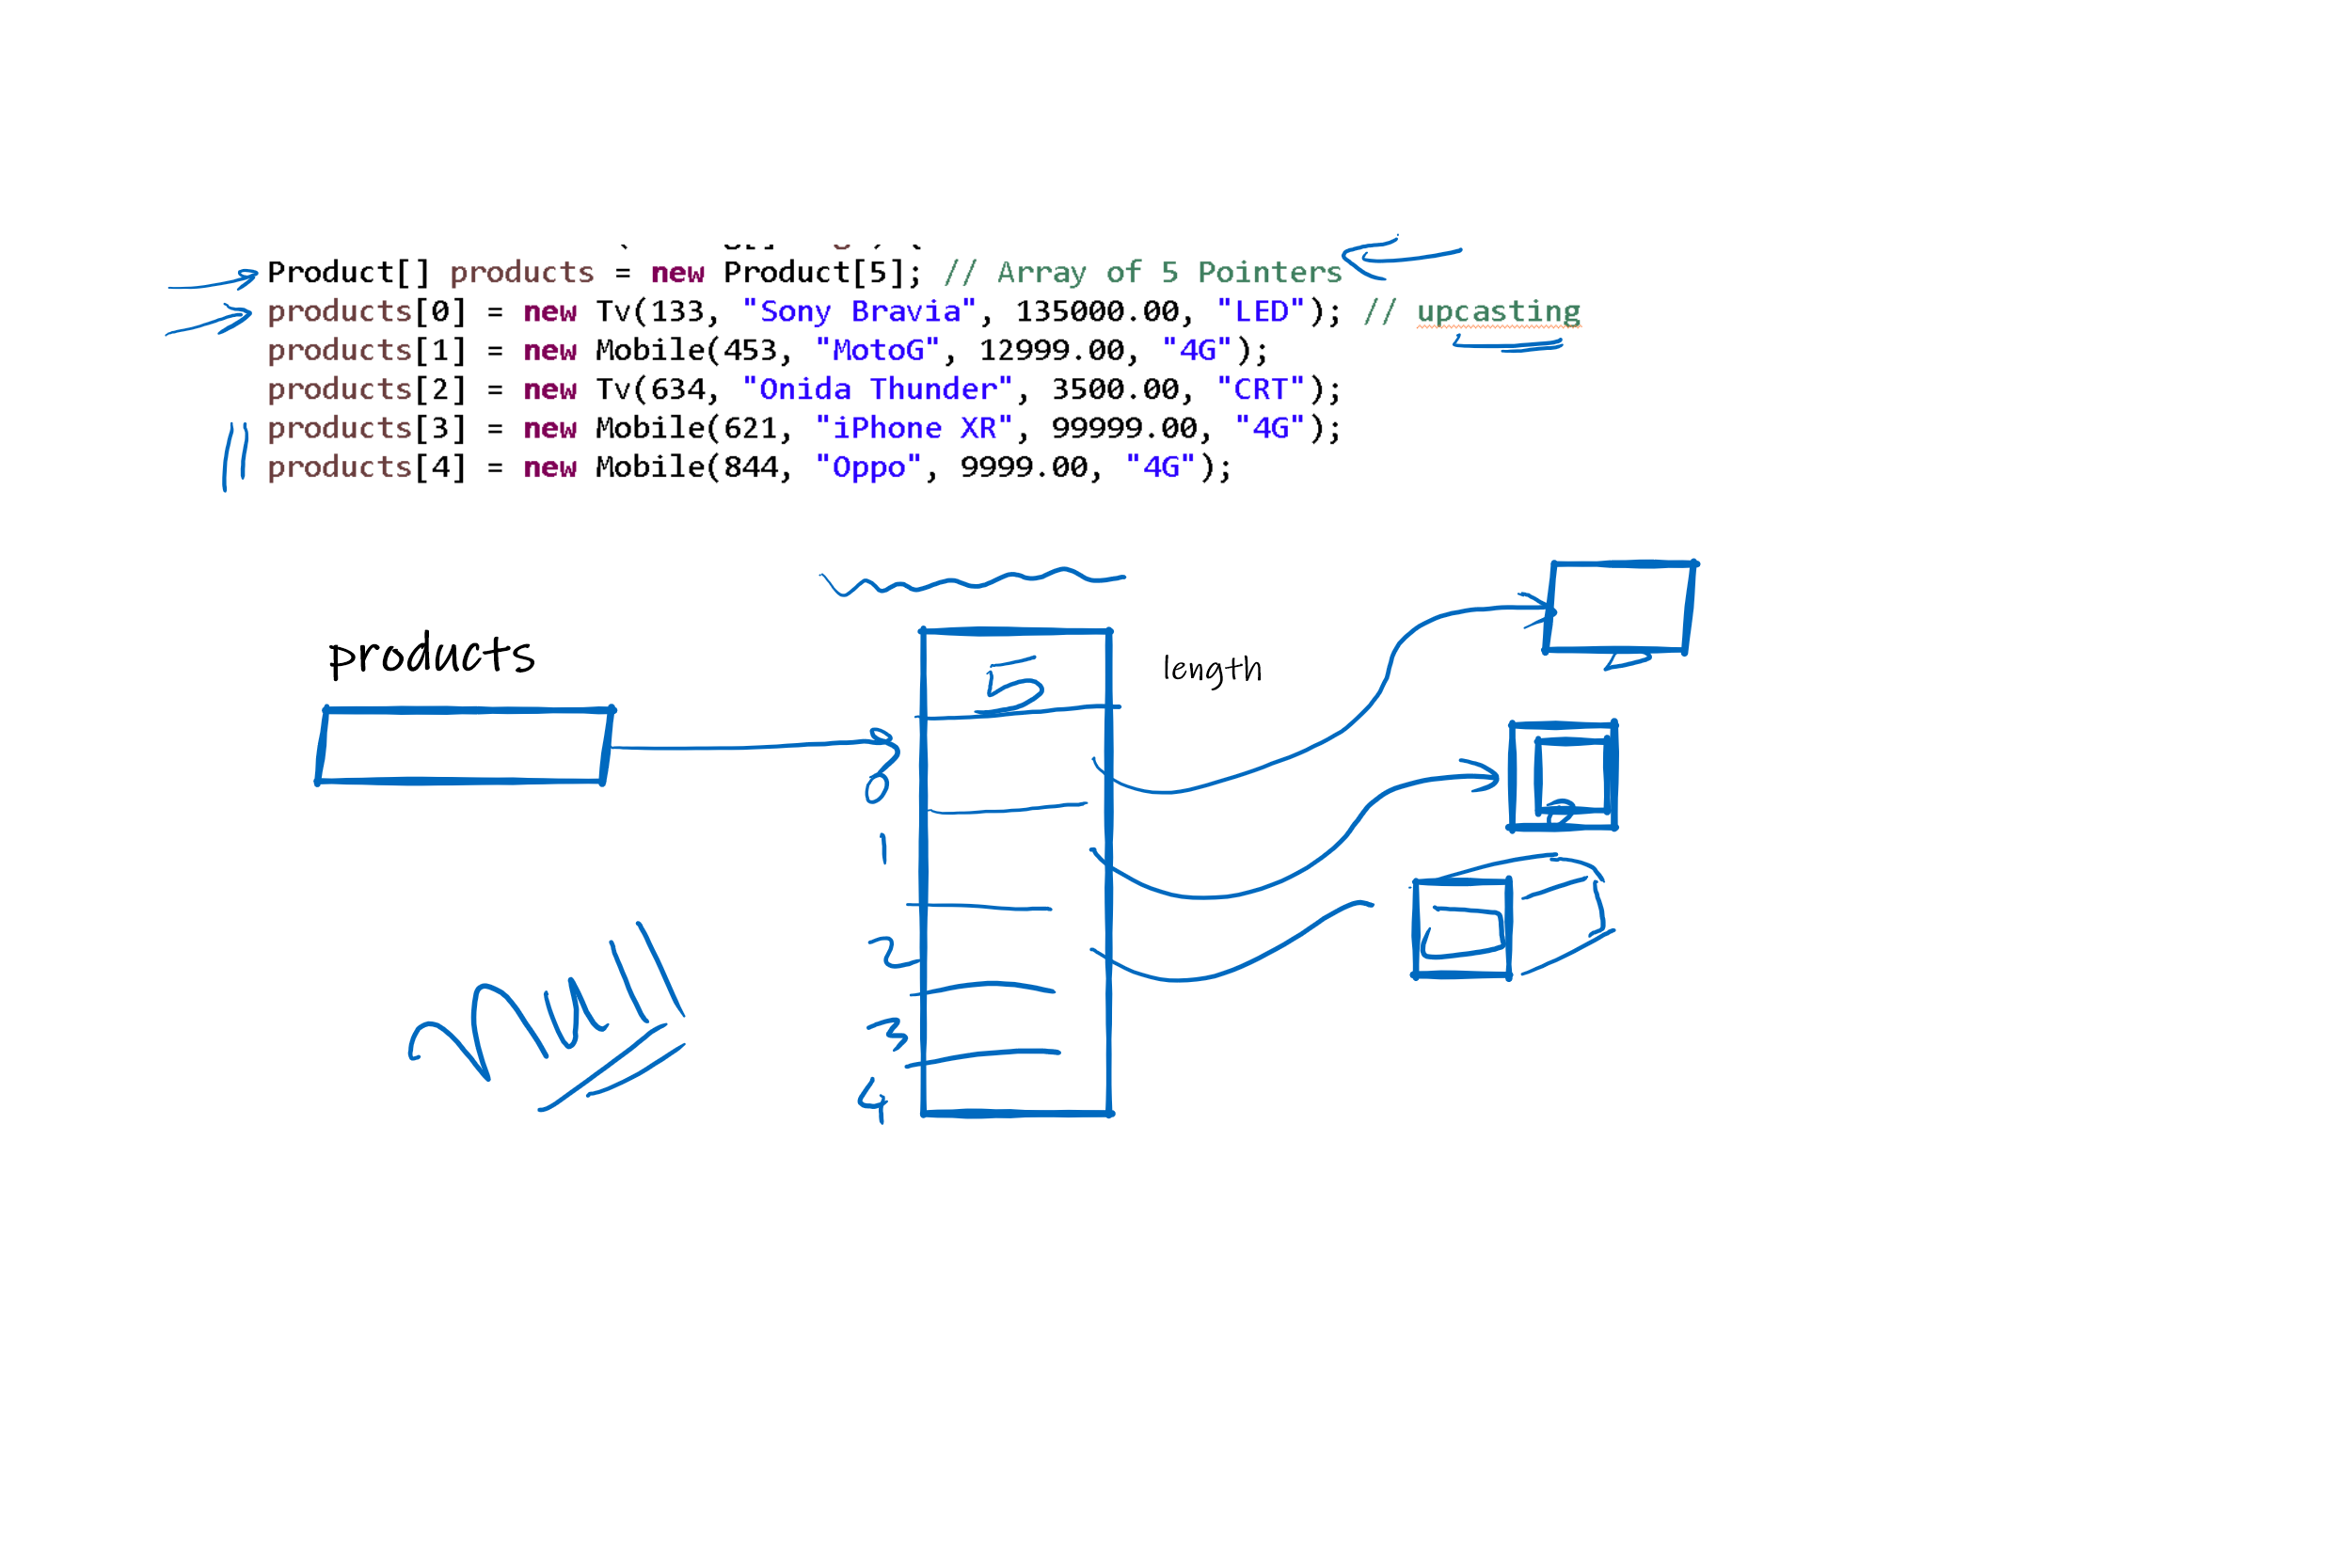 Product[] products = new Product[5]; // Array of 5 Pointers
products[0] = new Tv(133, "Sony Bravia", 135000.00, "LED"); // upcasting
products[1] = new Mobile(453, "MotoG", 12999.00, "4G");
products[2] = new Tv(634, "Onida Thunder", 3500.00, "CRT");
products[3] = new Mobile(621, "iPhone XR", 99999.00, "4G");
products[4] = new Mobile(844, "Oppo", 9999.00, "4G");
products
5
length
0
1
2
3
4
null